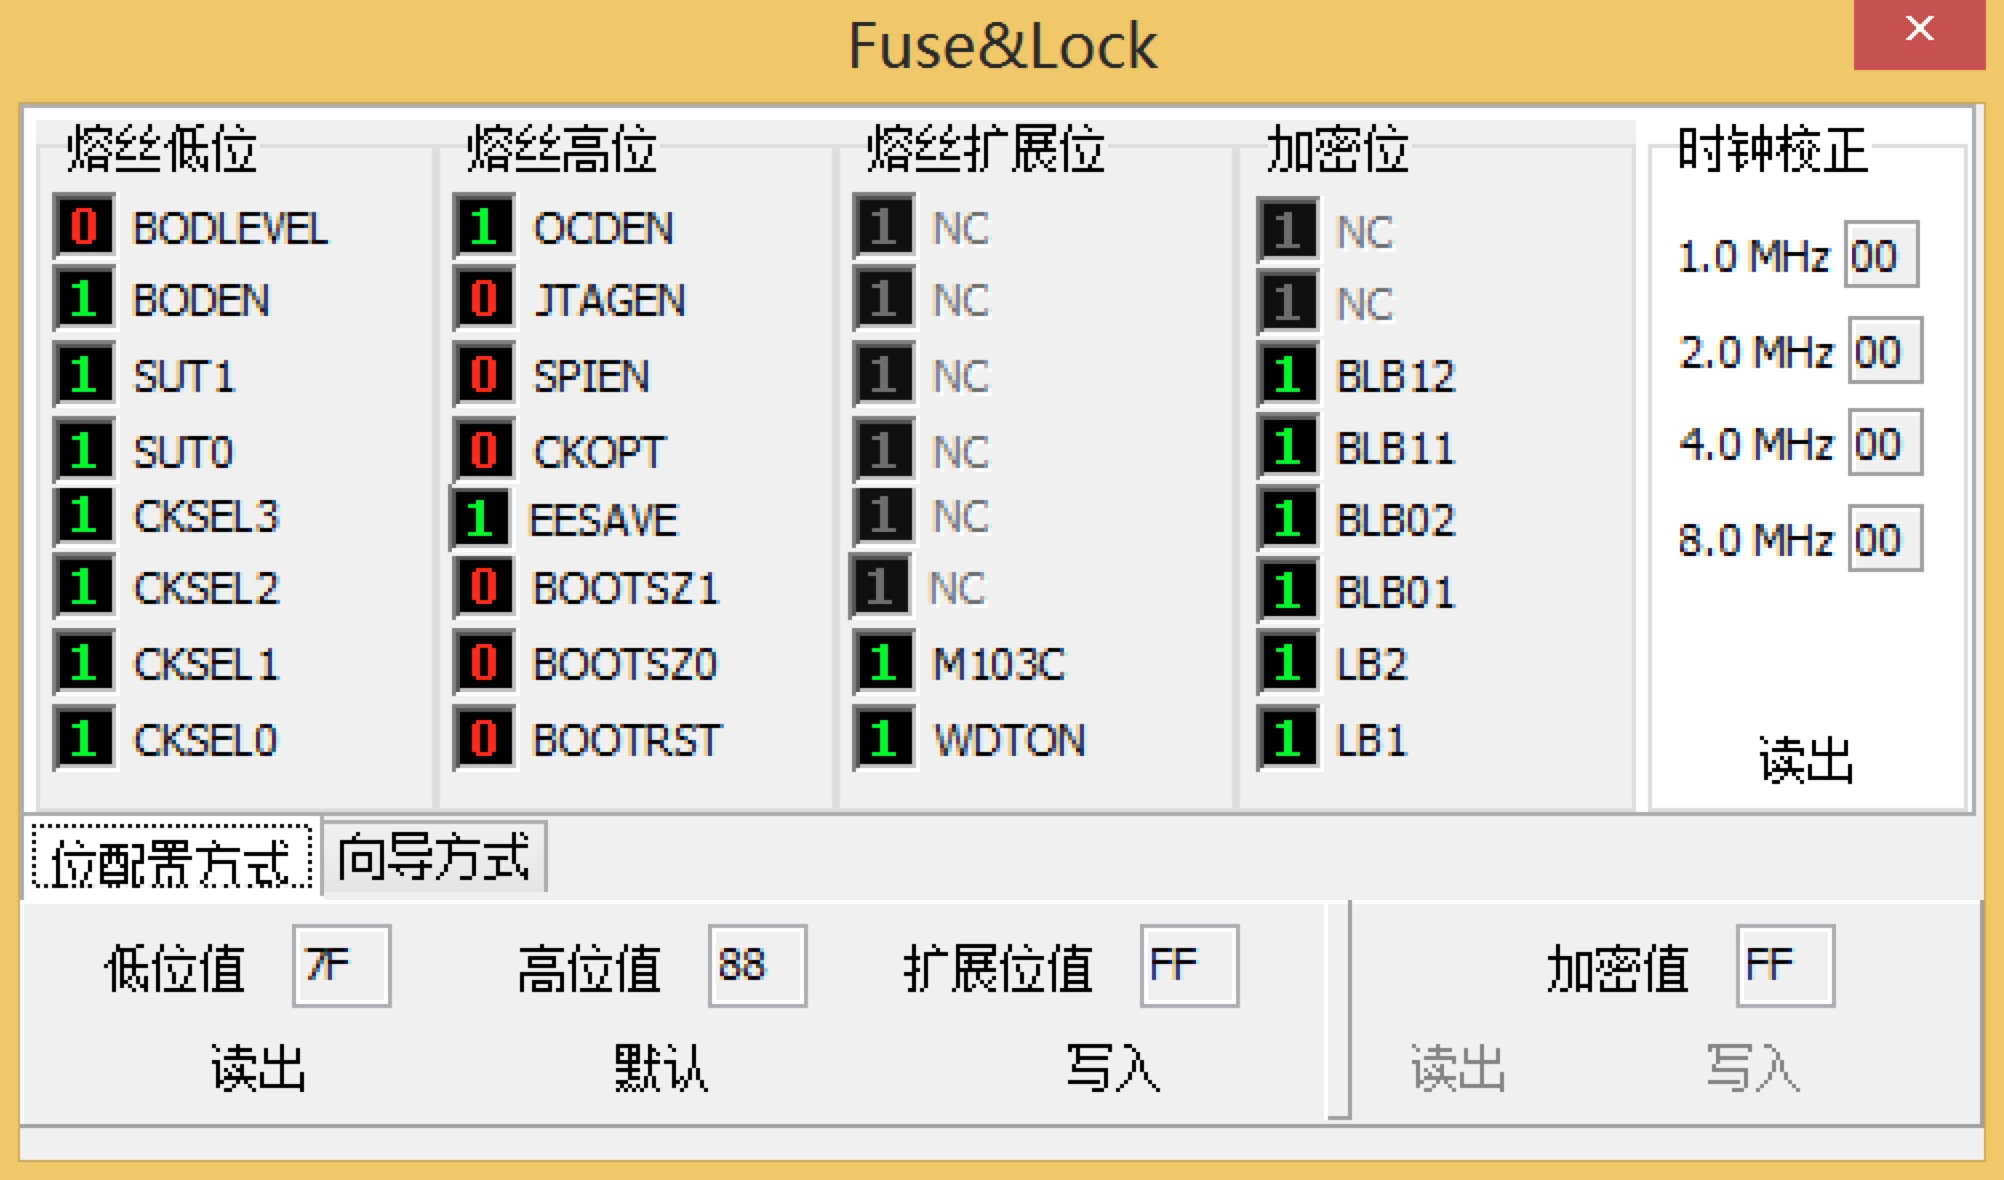 Fuse&Lock
×
熔丝低位 熔丝高位 熔丝扩展位 加密位 时钟校正
0 BODLEVEL 1 OCDEN 1 NC 1 NC 1.0 MHz 00
1 BODEN 0 JTAGEN 1 NC 1 NC 2.0 MHz 00
1 SUT1 0 SPIEN 1 NC 1 BLB12
1 SUT0 0 CKOPT 1 NC 1 BLB11 4.0 MHz 00
1 CKSEL3 1 EESAVE 1 NC 1 BLB02 8.0 MHz 00
1 CKSEL2 0 BOOTSZ1 1 NC 1 BLB01
1 CKSEL1 0 BOOTSZ0 1 M103C 1 LB2
1 CKSEL0 0 BOOTRST 1 WDTON 1 LB1 读出
位配置方式 向导方式
低位值 7F 高位值 88 扩展位值 FF 加密值 FF
读出 默认 写入 读出 写入